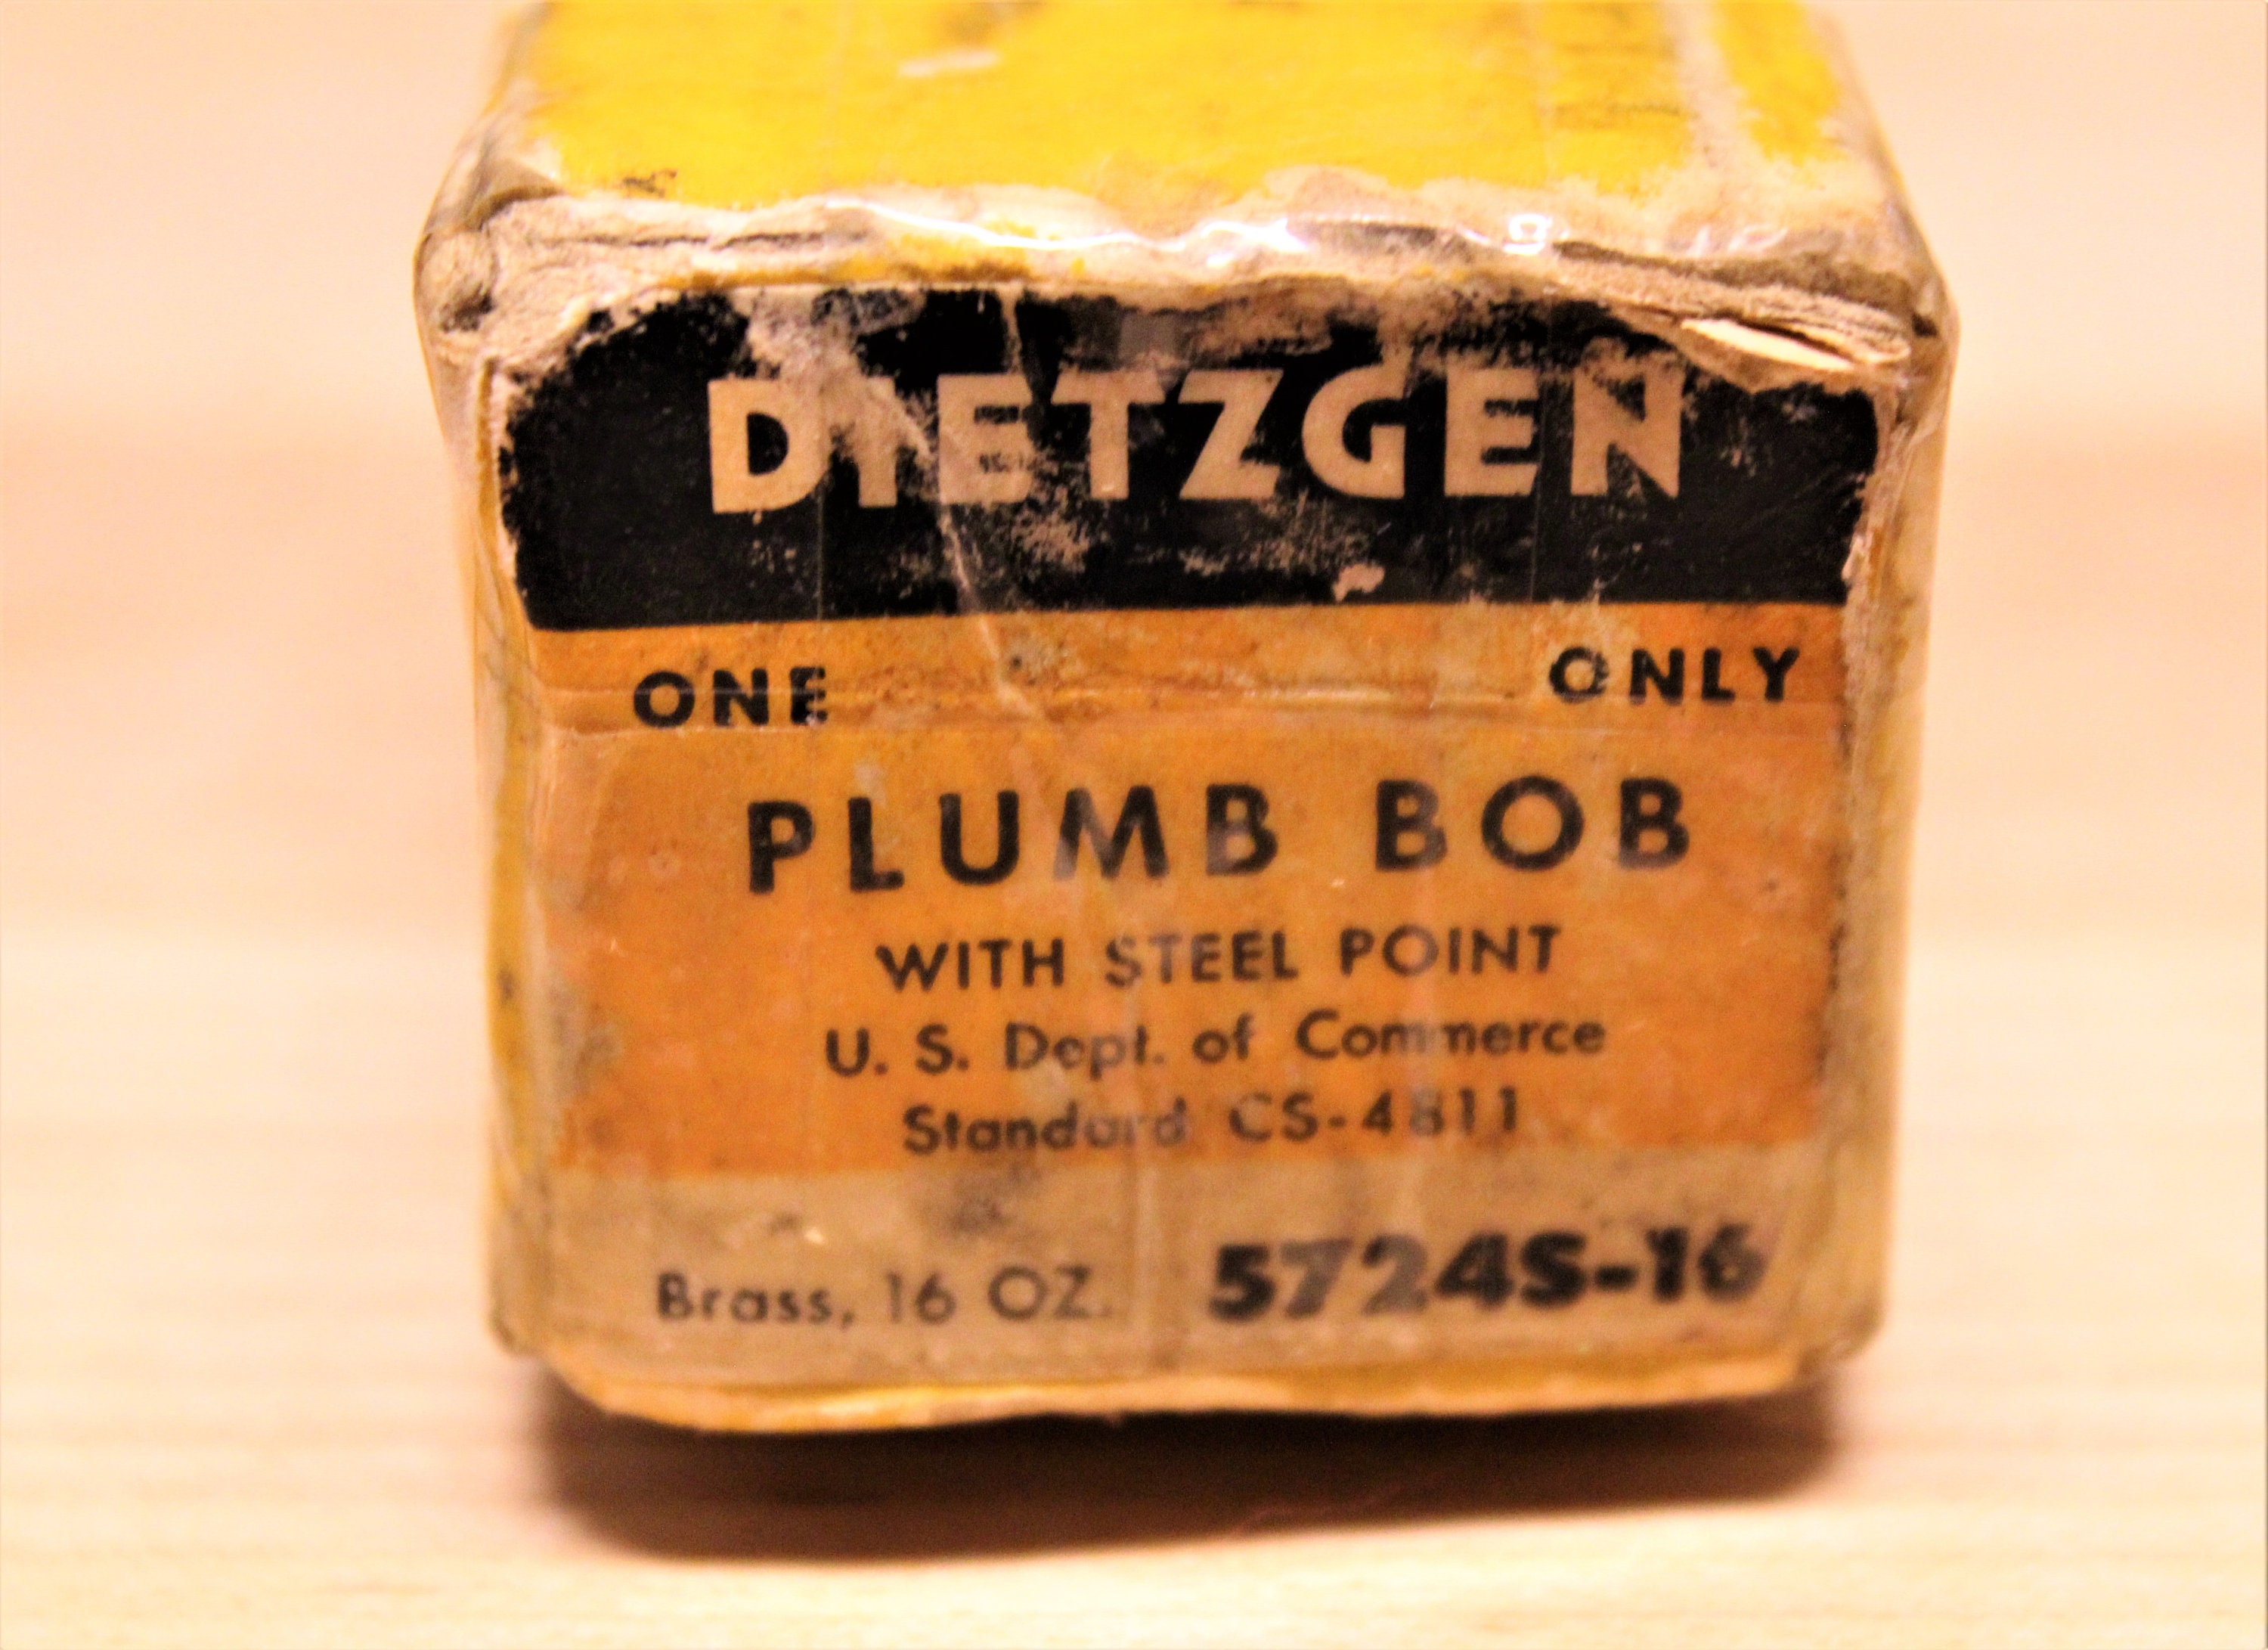 DIETZGEN
ONE ONLY
PLUMB BOB
WITH STEEL POINT
U. S. Dept. of Commerce
Standard CS-4811
Brass, 16 OZ. 5724S-16